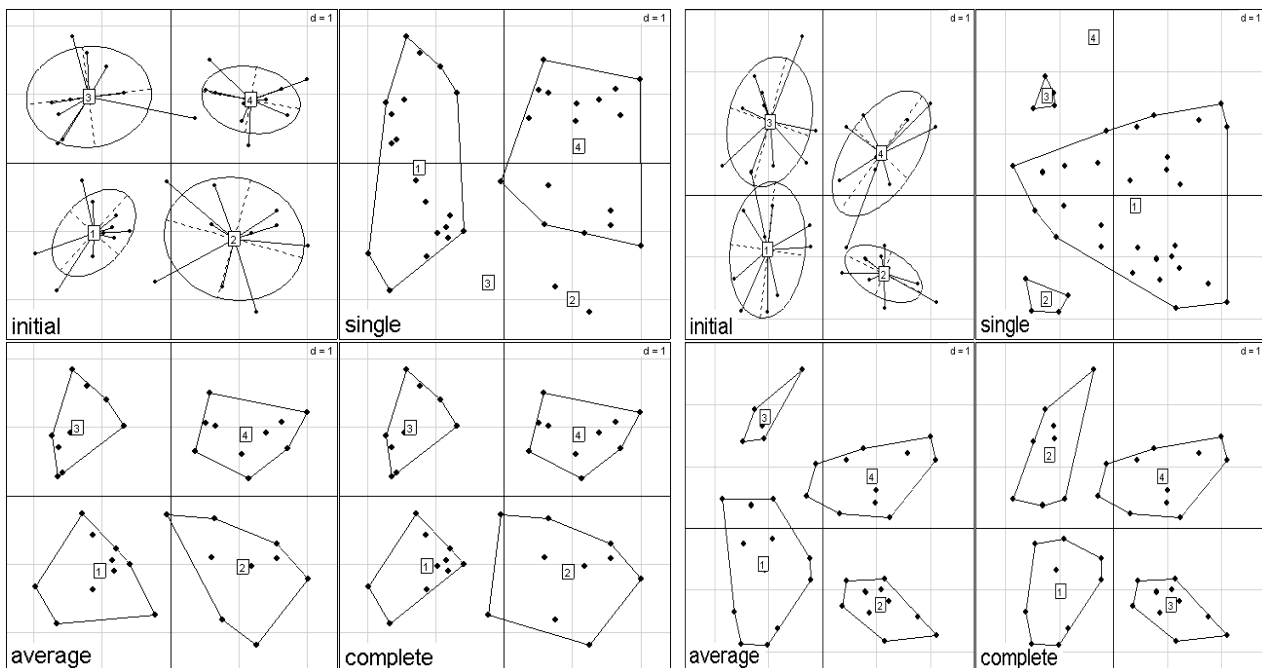 d = 1
3
4
1
2
initial
d = 1
1
4
3
2
single
d = 1
3
4
1
2
initial
d = 1
4
3
1
2
single
d = 1
3
4
1
2
average
d = 1
3
4
1
2
complete
d = 1
3
4
1
2
average
d = 1
2
4
1
3
complete